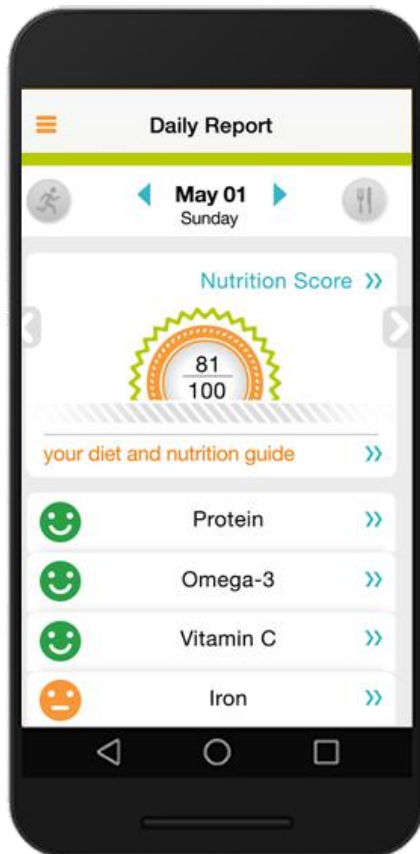 Daily Report
May 01
Sunday
Nutrition Score »
81
100
your diet and nutrition guide »
Protein »
Omega-3 »
Vitamin C »
Iron »